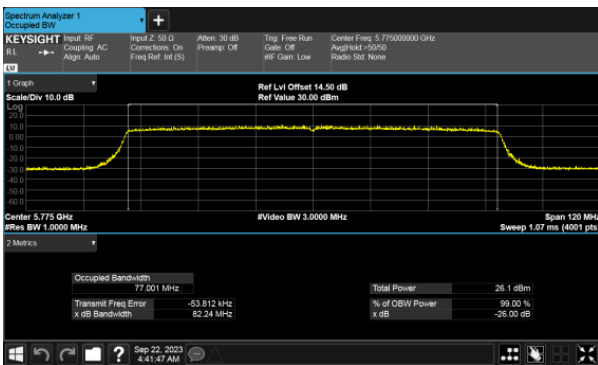 Spectrum Analyzer 1
Occupied BW
+
KEYSIGHT Input: RF Input Z: 50 Ω Atten: 30 dB Trig: Free Run Center Freq: 5.775000000 GHz
RL Coupling: AC Corrections: On Preamp: Off Gate: Off Avg|Hold:>50/50
Align: Auto Freq Ref: Int (S) #IF Gain: Low Radio Std: None
LXI
1 Graph Ref Lvl Offset 14.50 dB
Scale/Div 10.0 dB Ref Value 30.00 dBm
Log
20.0
10.0
0.00
-10.0
-20.0
-30.0
-40.0
-50.0
-60.0
Center 5.775 GHz #Video BW 3.0000 MHz Span 120 MHz
#Res BW 1.0000 MHz Sweep 1.07 ms (4001 pts
2 Metrics
Occupied Bandwidth
77.001 MHz Total Power 26.1 dBm
Transmit Freq Error -53.812 kHz % of OBW Power 99.00 %
x dB Bandwidth 82.24 MHz x dB -26.00 dB
? Sep 22, 2023
4:41:47 AM